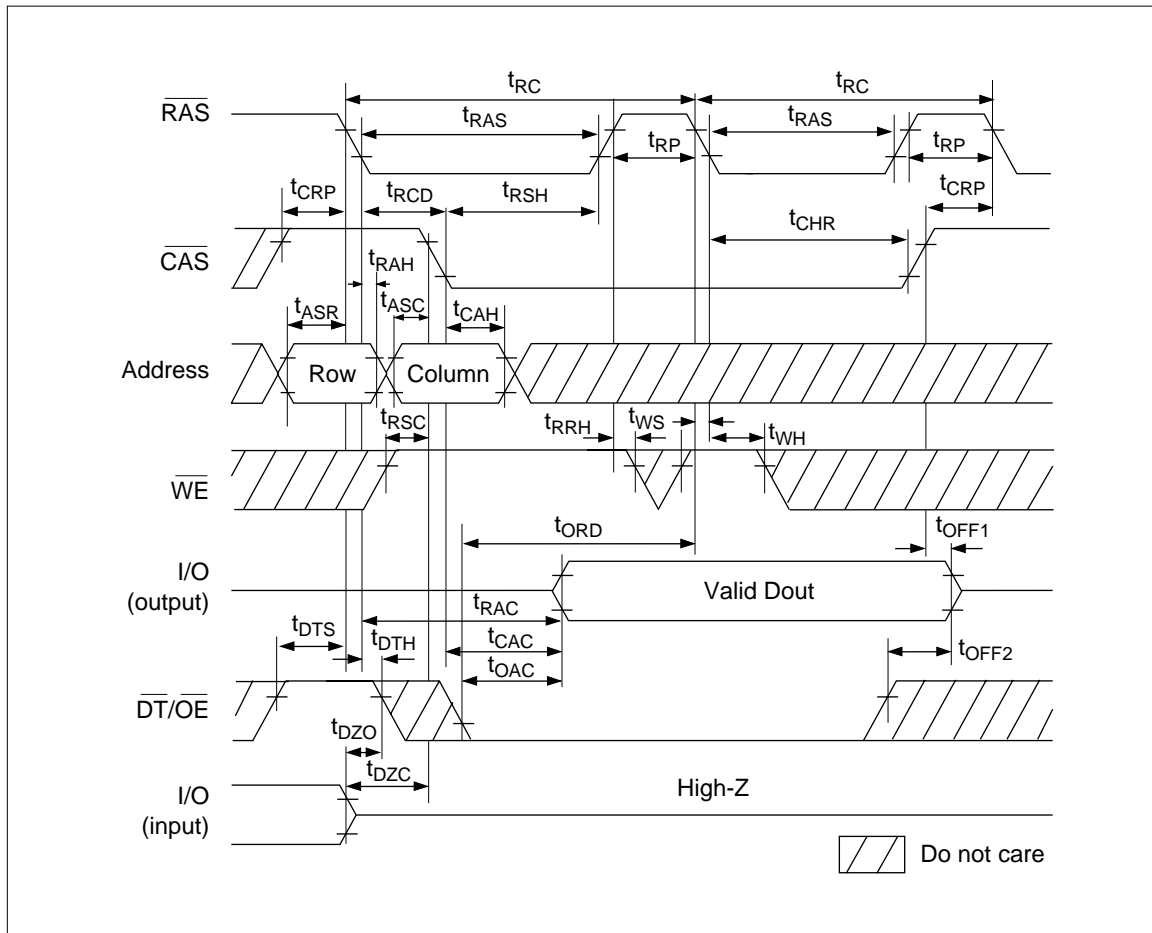 tRC
tRC
RAS
tRAS
tRAS
tRP
tRP
tCRP
tRCD
tRSH
tCRP
tCHR
CAS
tRAH
tASR
tASC
tCAH
Address
Row
Column
tRSC
tRRH
tWS
tWH
WE
tORD
tOFF1
I/O
(output)
Valid Dout
tRAC
tDTS
tDTH
tCAC
tOAC
tOFF2
DT/OE
tDZO
tDZC
I/O
(input)
High-Z
Do not care